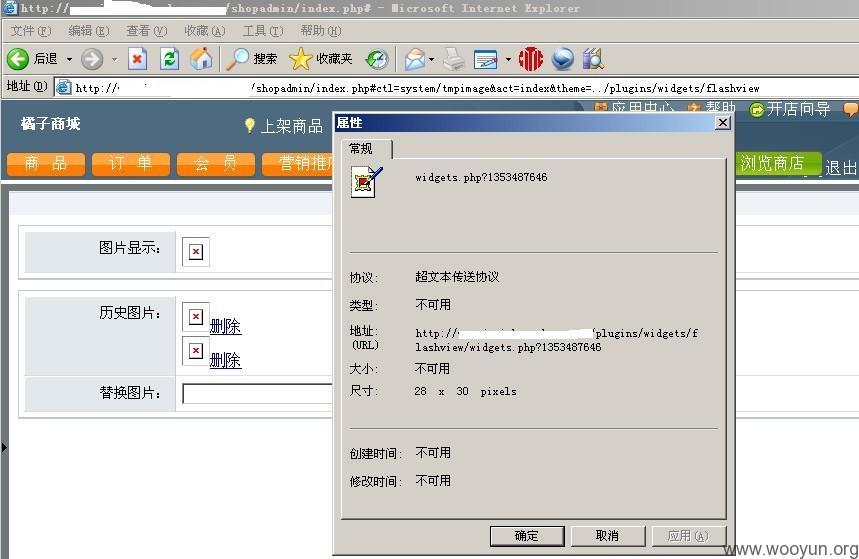 http:// /shopadmin/index.php# - Microsoft Internet Explorer
文件(F) 编辑(E) 查看(V) 收藏(A) 工具(T) 帮助(H)
后退 搜索 收藏夹
地址(D) http:// /shopadmin/index.php#ctl=system/tmpimage&act=index&theme=../plugins/widgets/flashview
橘子商城 上架商品 应用中心 帮助 开店向导
商 品 订 单 会 员 营销推广 浏览商店 退出
图片显示:
历史图片: 删除
删除
替换图片:
属性
常规
widgets.php?1353487646
协议: 超文本传送协议
类型: 不可用
地址: http:// /plugins/widgets/f
(URL) lashview/widgets.php?1353487646
大小: 不可用
尺寸: 28 x 30 pixels
创建时间: 不可用
修改时间: 不可用
确定 取消 应用(A)
www.wooyun.org